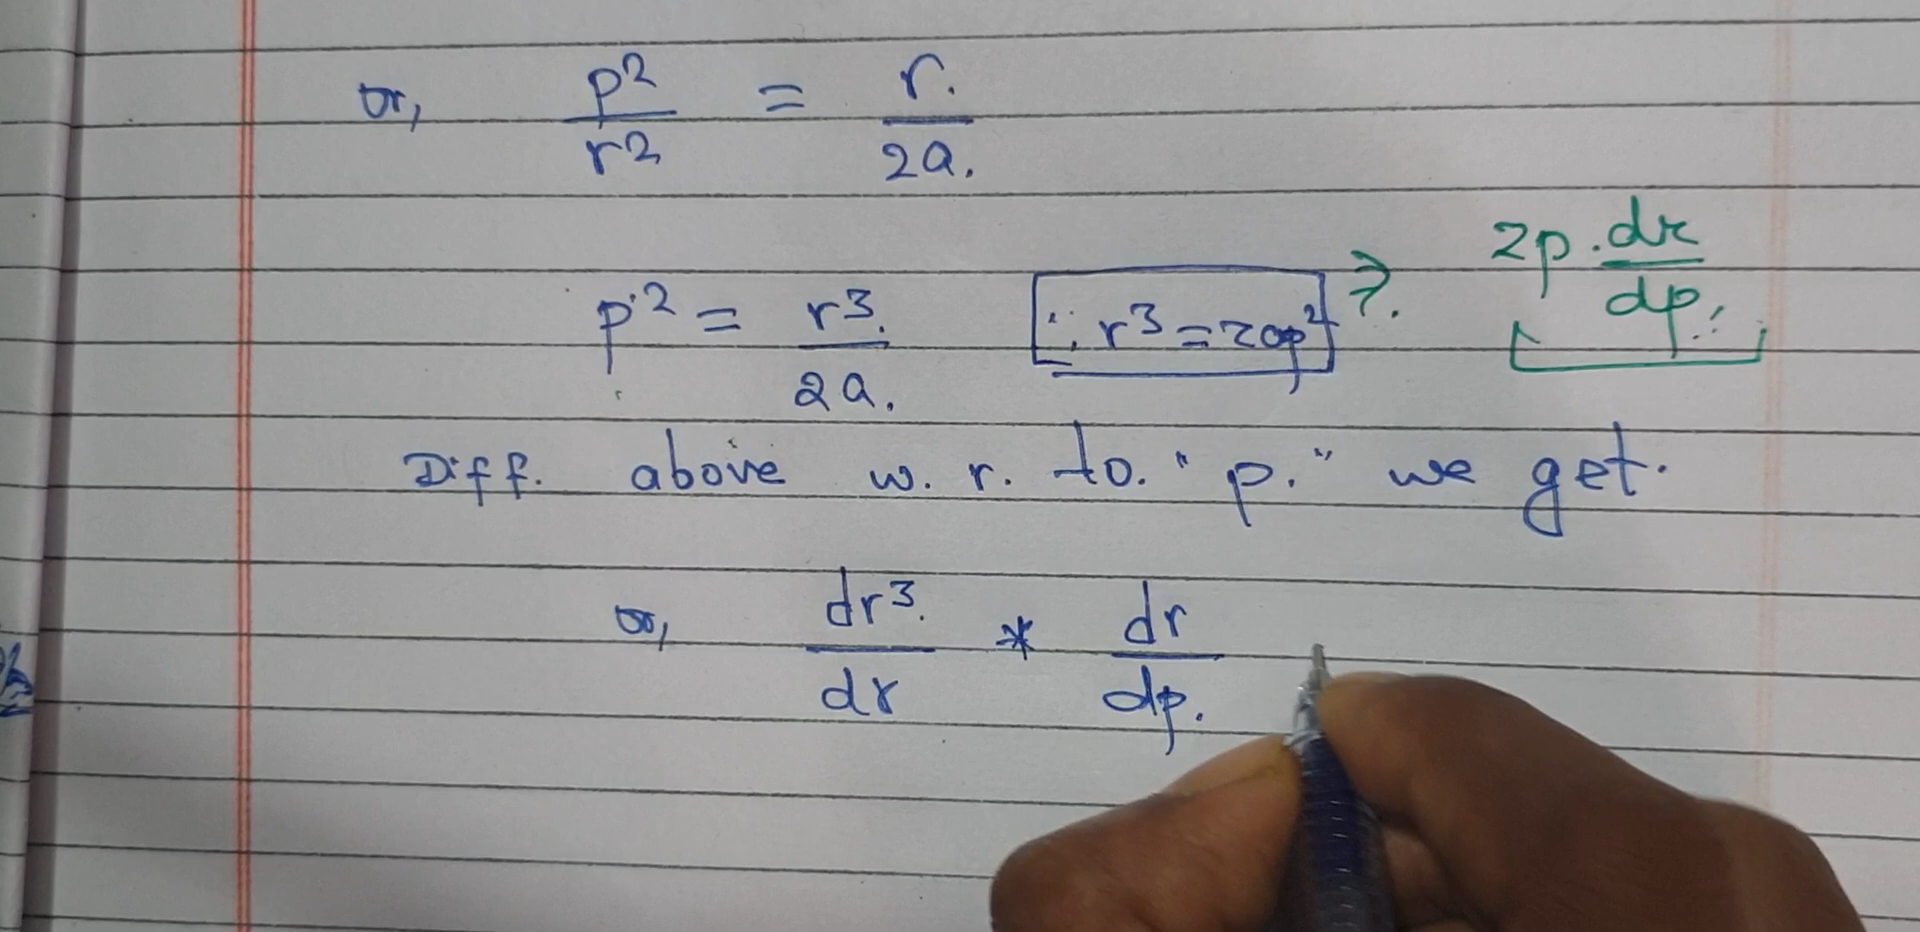 or, p²/r² = r./2a.
2p.dr/dp.
p² = r³./2a. ∴ r³=2ap² ⇒.
Diff. above w. r. to. "p." we get.
or, dr³./dr * dr/dp.